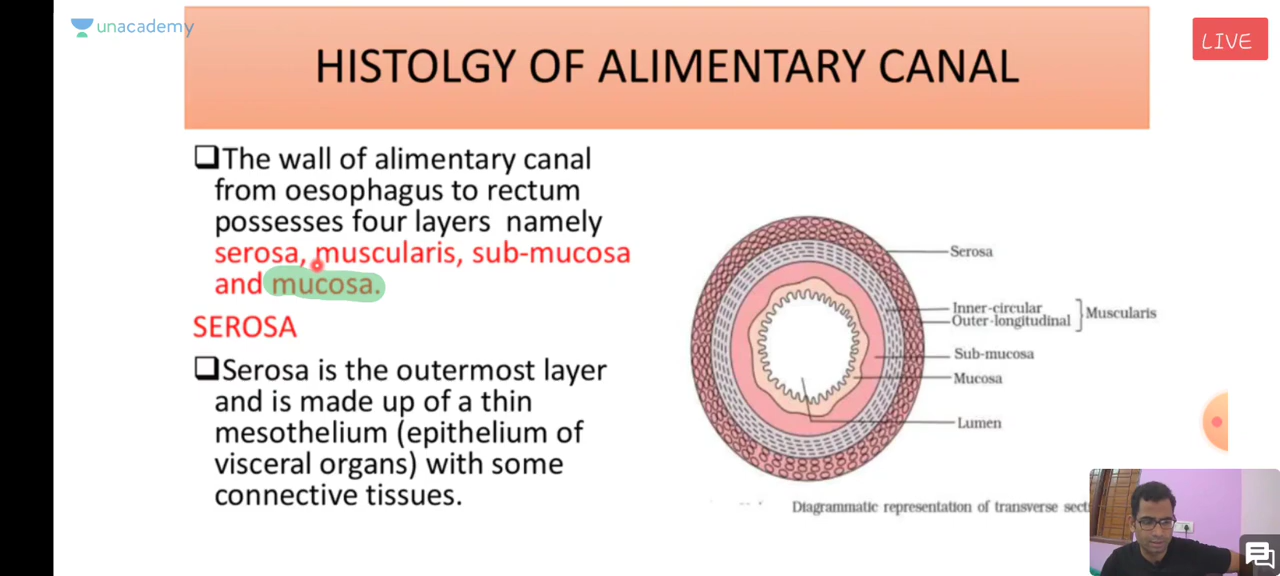 unacademy
LIVE
HISTOLGY OF ALIMENTARY CANAL
❑The wall of alimentary canal
from oesophagus to rectum
possesses four layers namely
serosa, muscularis, sub-mucosa
and mucosa.
SEROSA
❑Serosa is the outermost layer
and is made up of a thin
mesothelium (epithelium of
visceral organs) with some
connective tissues.
Serosa
Inner-circular
Outer-longitudinal
Muscularis
Sub-mucosa
Mucosa
Lumen
Diagrammatic representation of transverse sect